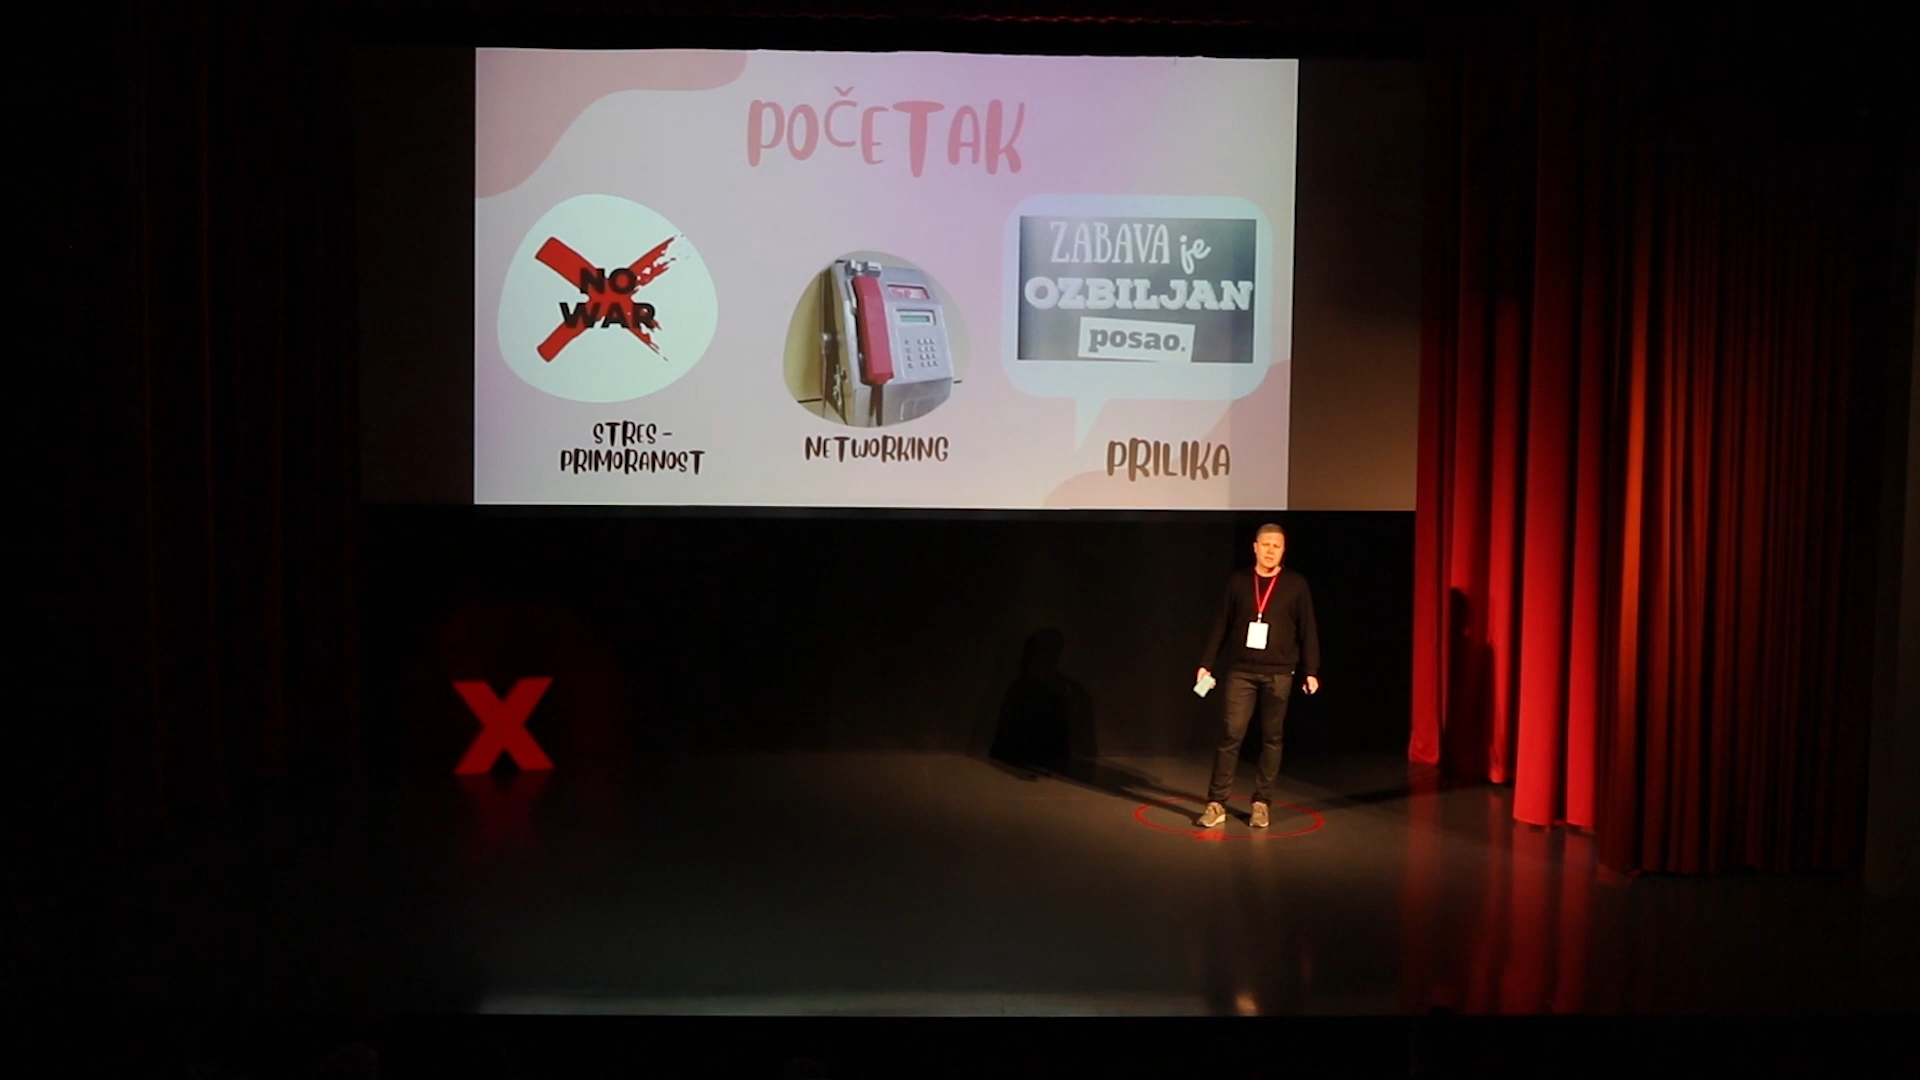 POČETAK
NO
WAR
STRES -
PRIMORANOST
NETWORKING
ZABAVA je
OZBILJAN
posao.
PRILIKA
X